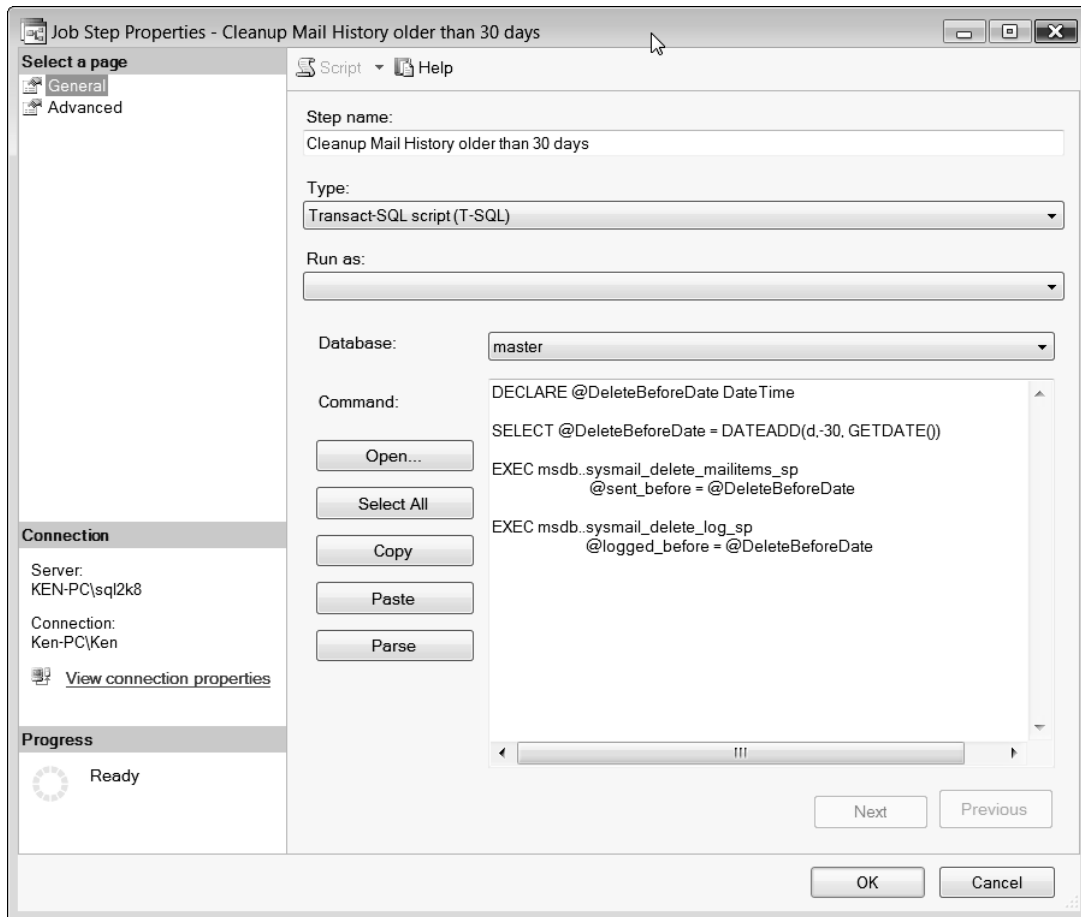 Job Step Properties - Cleanup Mail History older than 30 days
Select a page
General
Advanced
Script
Help
Step name:
Cleanup Mail History older than 30 days
Type:
Transact-SQL script (T-SQL)
Run as:
Database:
master
Command:
DECLARE @DeleteBeforeDate DateTime
SELECT @DeleteBeforeDate = DATEADD(d,-30, GETDATE())
EXEC msdb..sysmail_delete_mailitems_sp
@sent_before = @DeleteBeforeDate
EXEC msdb..sysmail_delete_log_sp
@logged_before = @DeleteBeforeDate
Open...
Select All
Copy
Paste
Parse
Connection
Server:
KEN-PC\sql2k8
Connection:
Ken-PC\Ken
View connection properties
Progress
Ready
Next
Previous
OK
Cancel